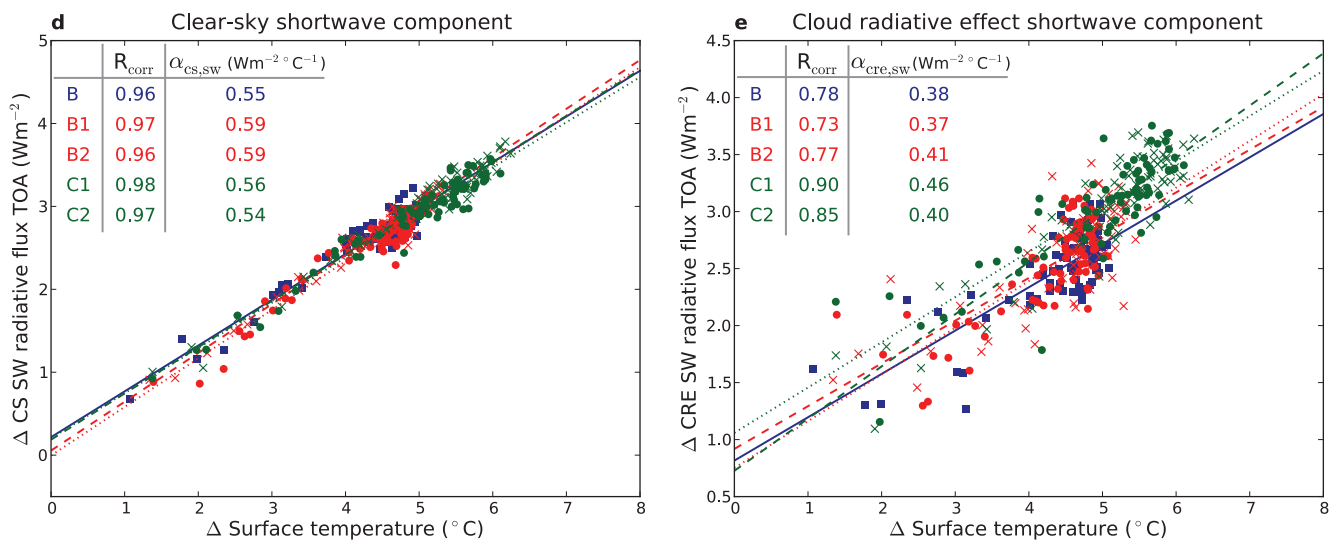 d Clear-sky shortwave component
R_corr α_cs,sw (Wm⁻² °C⁻¹)
B 0.96 0.55
B1 0.97 0.59
B2 0.96 0.59
C1 0.98 0.56
C2 0.97 0.54
Δ CS SW radiative flux TOA (Wm⁻²)
5
4
3
2
1
0
0 1 2 3 4 5 6 7 8
Δ Surface temperature (°C)
e Cloud radiative effect shortwave component
R_corr α_cre,sw (Wm⁻² °C⁻¹)
B 0.78 0.38
B1 0.73 0.37
B2 0.77 0.41
C1 0.90 0.46
C2 0.85 0.40
Δ CRE SW radiative flux TOA (Wm⁻²)
4.5
4.0
3.5
3.0
2.5
2.0
1.5
1.0
0.5
0 1 2 3 4 5 6 7 8
Δ Surface temperature (°C)